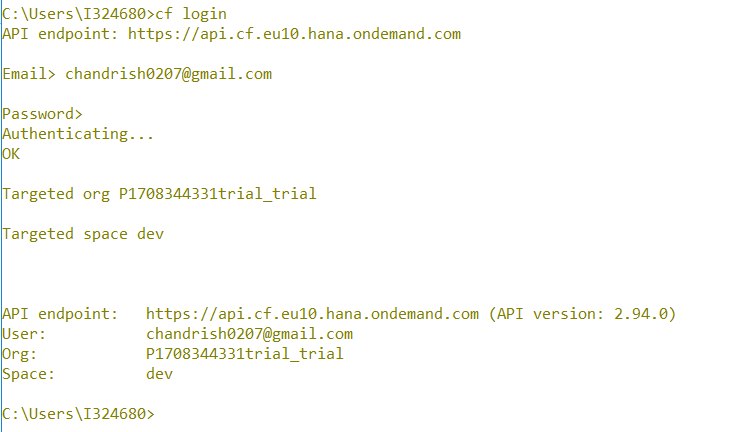 C:\Users\I324680>cf login
API endpoint: https://api.cf.eu10.hana.ondemand.com
Email> chandrish0207@gmail.com
Password>
Authenticating...
OK
Targeted org P1708344331trial_trial
Targeted space dev
API endpoint:   https://api.cf.eu10.hana.ondemand.com (API version: 2.94.0)
User:           chandrish0207@gmail.com
Org:            P1708344331trial_trial
Space:          dev
C:\Users\I324680>